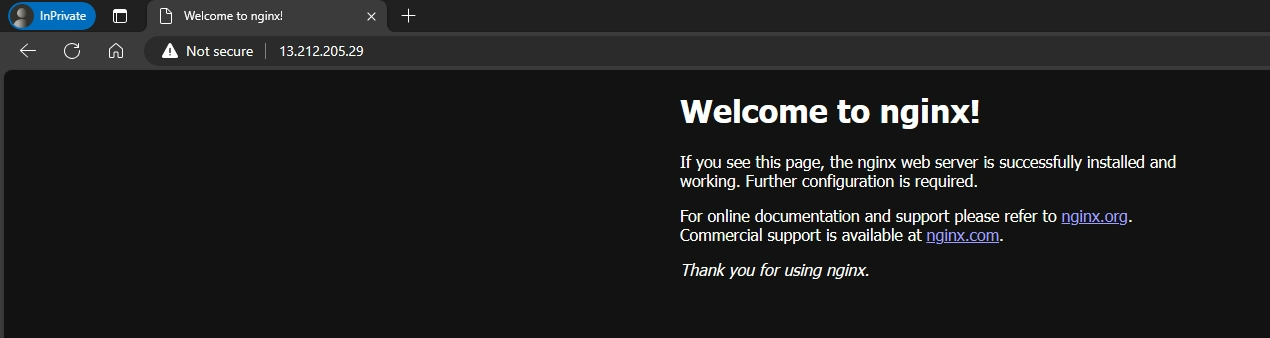 InPrivate
Welcome to nginx!
Not secure
13.212.205.29
Welcome to nginx!
If you see this page, the nginx web server is successfully installed and
working. Further configuration is required.
For online documentation and support please refer to nginx.org.
Commercial support is available at nginx.com.
Thank you for using nginx.